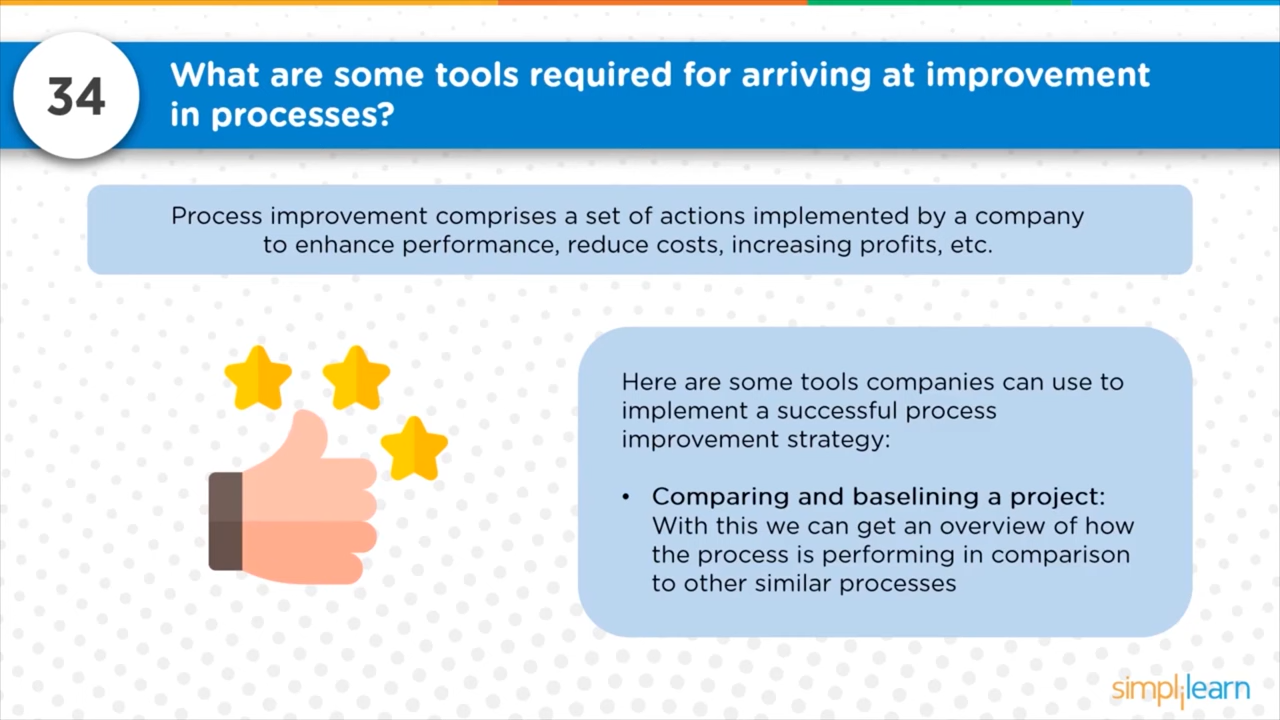 34
What are some tools required for arriving at improvement
in processes?
Process improvement comprises a set of actions implemented by a company
to enhance performance, reduce costs, increasing profits, etc.
Here are some tools companies can use to
implement a successful process
improvement strategy:
• Comparing and baselining a project:
With this we can get an overview of how
the process is performing in comparison
to other similar processes
simplilearn